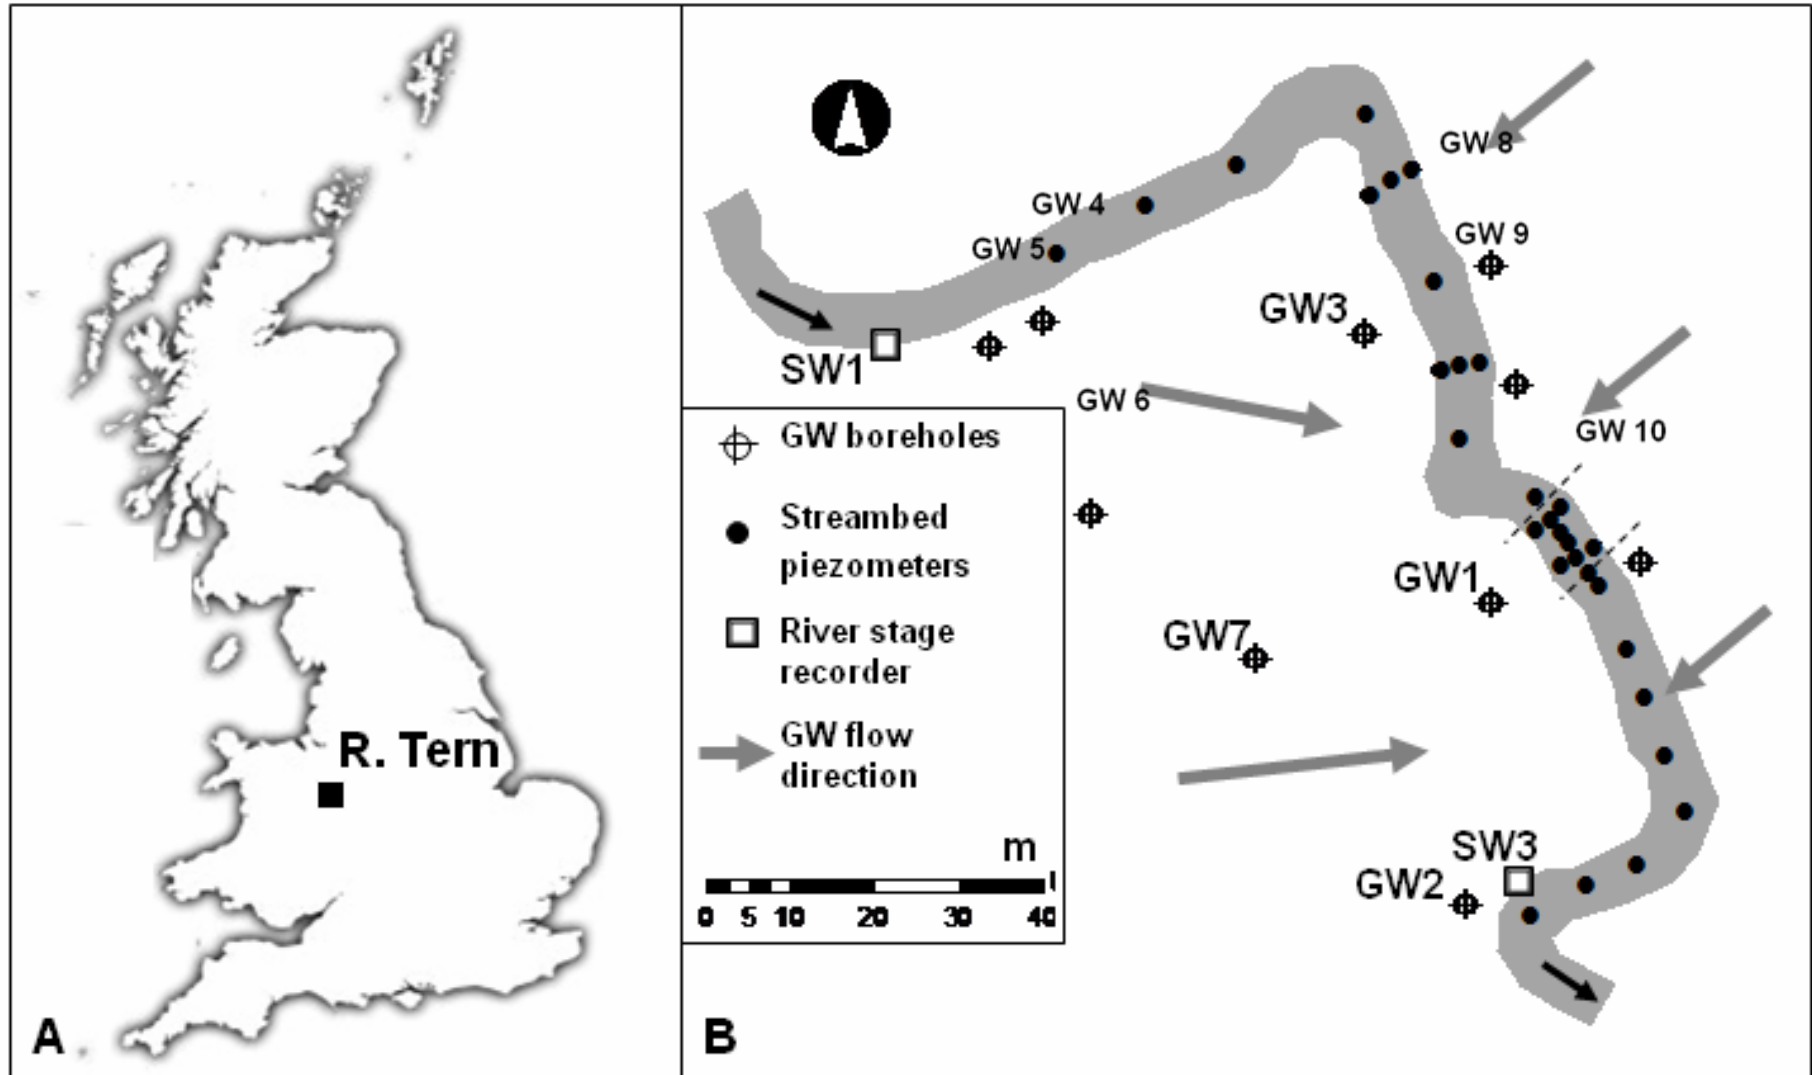 R. Tern
A
GW 8
GW 4
GW 9
GW 5
GW3
SW1
GW 6
GW 10
GW1
GW7
SW3
GW2
GW boreholes
Streambed
piezometers
River stage
recorder
GW flow
direction
m
0 5 10 20 30 40
B